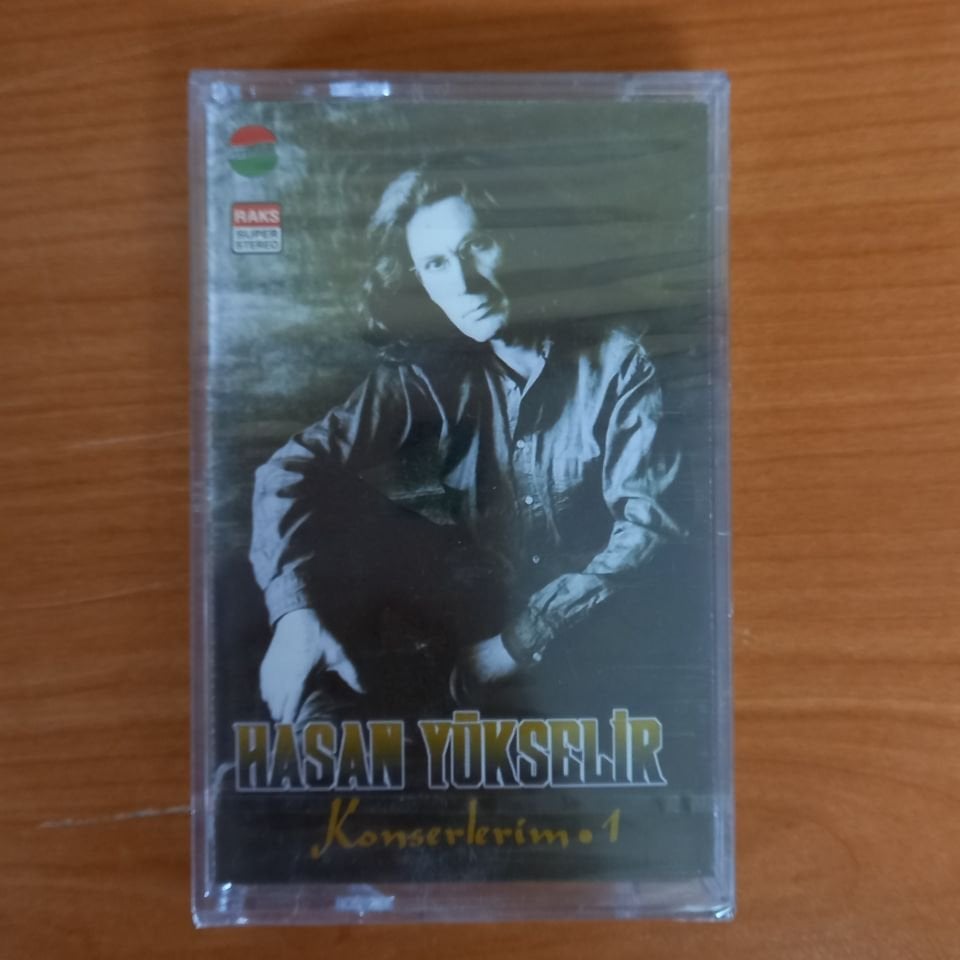 RAKS
SUPER
STEREO
HASAN YÜKSELİR
Konserlerim • 1